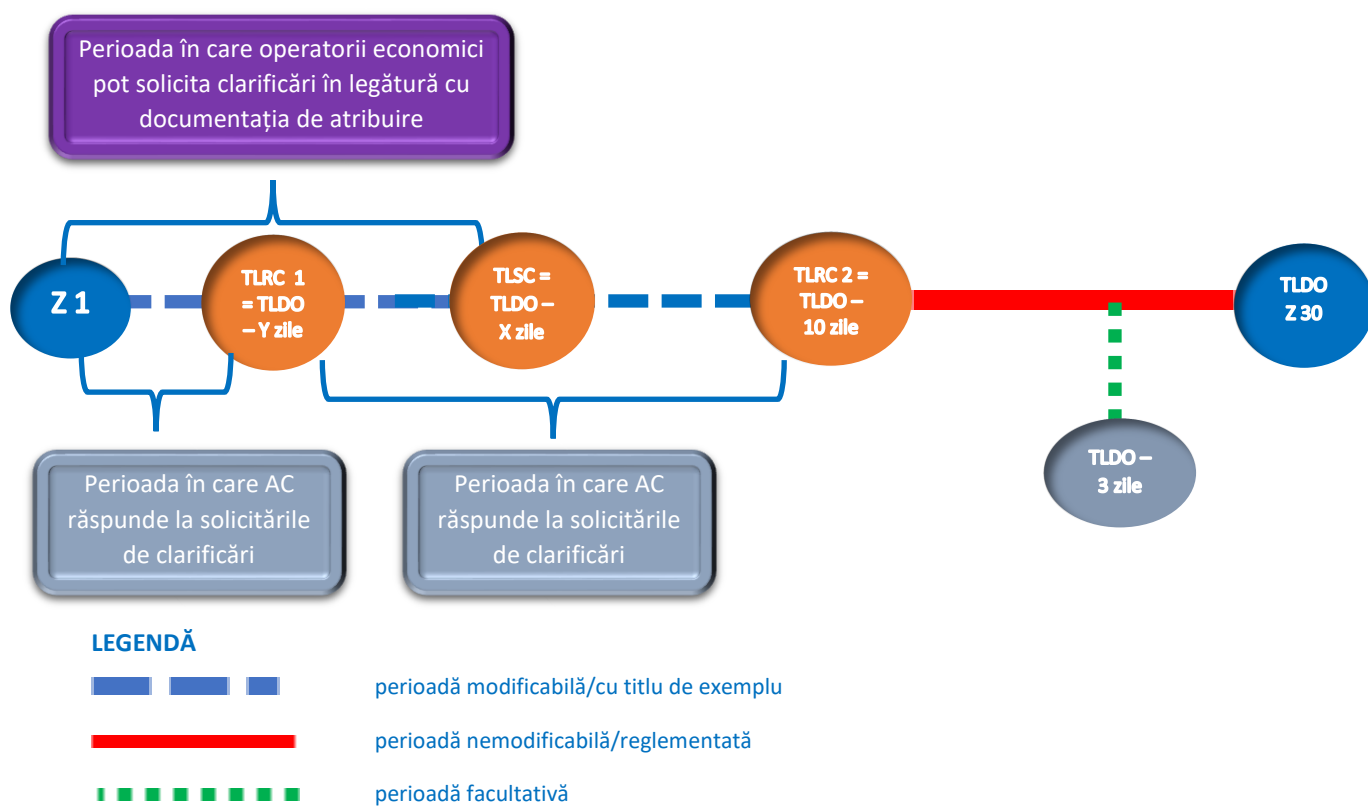 Perioada în care operatorii economici
pot solicita clarificări în legătură cu
documentația de atribuire
Z 1
TLRC 1
= TLDO
– Y zile
TLSC =
TLDO –
X zile
TLRC 2 =
TLDO –
10 zile
TLDO
Z 30
TLDO –
3 zile
Perioada în care AC
răspunde la solicitările
de clarificări
Perioada în care AC
răspunde la solicitările
de clarificări
LEGENDĂ
perioadă modificabilă/cu titlu de exemplu
perioadă nemodificabilă/reglementată
perioadă facultativă